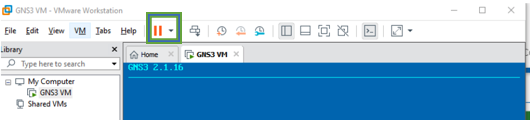 GNS3 VM - VMware Workstation
File Edit View VM Tabs Help
Library
Type here to search
My Computer
GNS3 VM
Shared VMs
Home GNS3 VM
GNS3 2.1.16